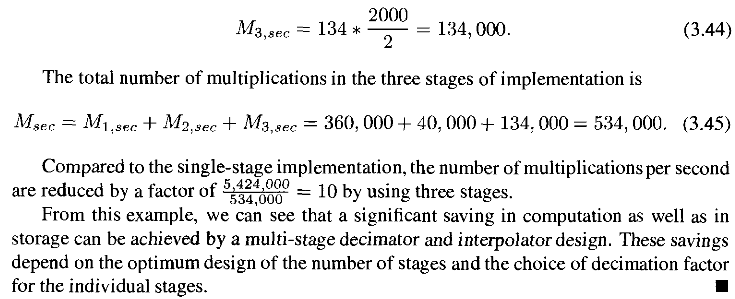 M_{3,sec} = 134 * \frac{2000}{2} = 134,000. (3.44)
The total number of multiplications in the three stages of implementation is
M_{sec} = M_{1,sec} + M_{2,sec} + M_{3,sec} = 360,000 + 40,000 + 134,000 = 534,000. (3.45)
Compared to the single-stage implementation, the number of multiplications per second
are reduced by a factor of \frac{5,424,000}{534,000} = 10 by using three stages.
From this example, we can see that a significant saving in computation as well as in
storage can be achieved by a multi-stage decimator and interpolator design. These savings
depend on the optimum design of the number of stages and the choice of decimation factor
for the individual stages. ■